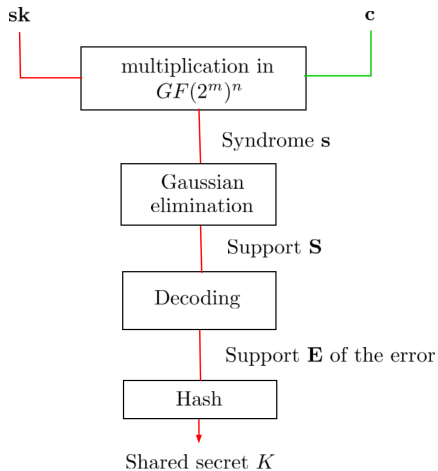 sk
c
multiplication in
$GF(2^m)^n$
Syndrome s
Gaussian
elimination
Support S
Decoding
Support E of the error
Hash
Shared secret $K$